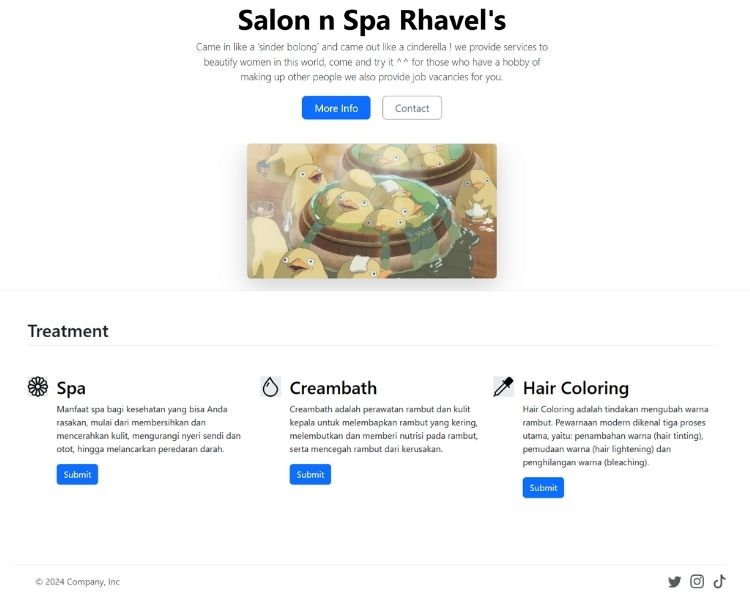 Salon n Spa Rhavel's
Came in like a 'sinder bolong' and came out like a cinderella ! we provide services to
beautify women in this world, come and try it ^^ for those who have a hobby of
making up other people we also provide job vacancies for you.
More Info
Contact
Treatment
Spa
Manfaat spa bagi kesehatan yang bisa Anda
rasakan, mulai dari membersihkan dan
mencerahkan kulit, mengurangi nyeri sendi dan
otot, hingga melancarkan peredaran darah.
Submit
Creambath
Creambath adalah perawatan rambut dan kulit
kepala untuk melembapkan rambut yang kering,
melembutkan dan memberi nutrisi pada rambut,
serta mencegah rambut dari kerusakan.
Submit
Hair Coloring
Hair Coloring adalah tindakan mengubah warna
rambut. Pewarnaan modern dikenal tiga proses
utama, yaitu: penambahan warna (hair tinting),
pemudaan warna (hair lightening) dan
penghilangan warna (bleaching).
Submit
© 2024 Company, Inc